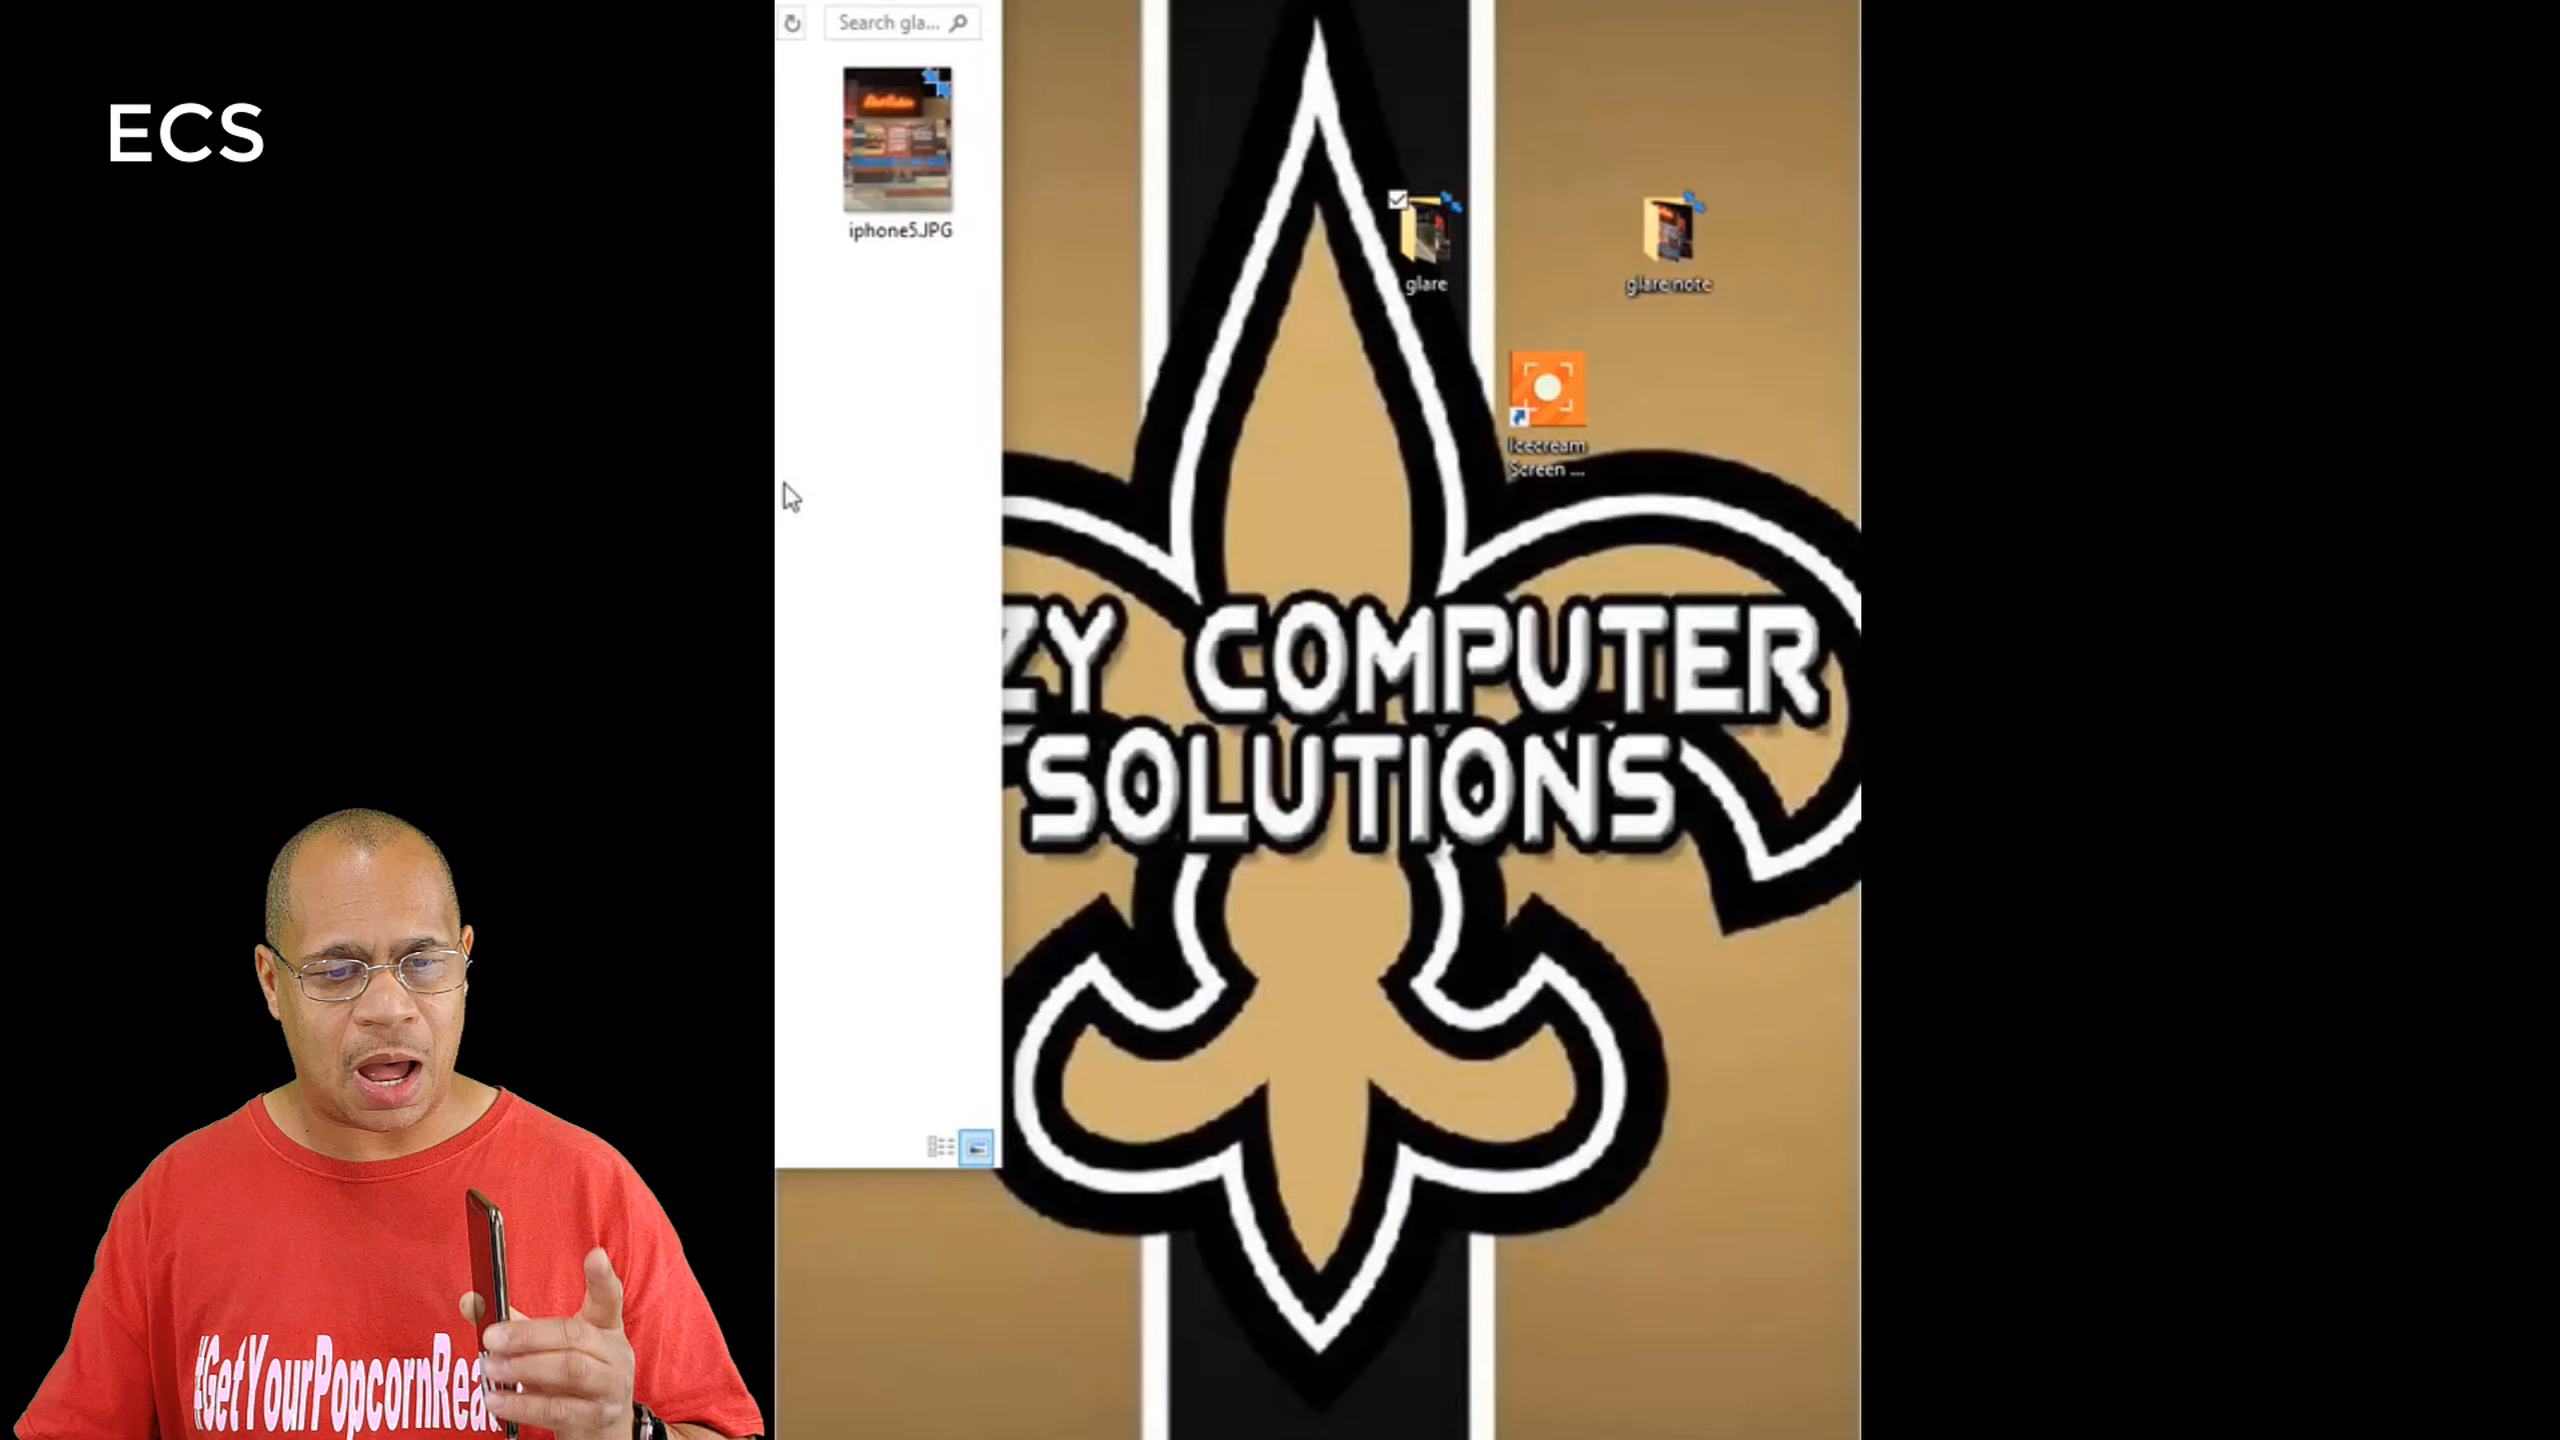 ECS
Search gla...
iphone5.JPG
glare
glare note
Icecream
Screen ...
ZY COMPUTER
SOLUTIONS
#GetYourPopcornRea